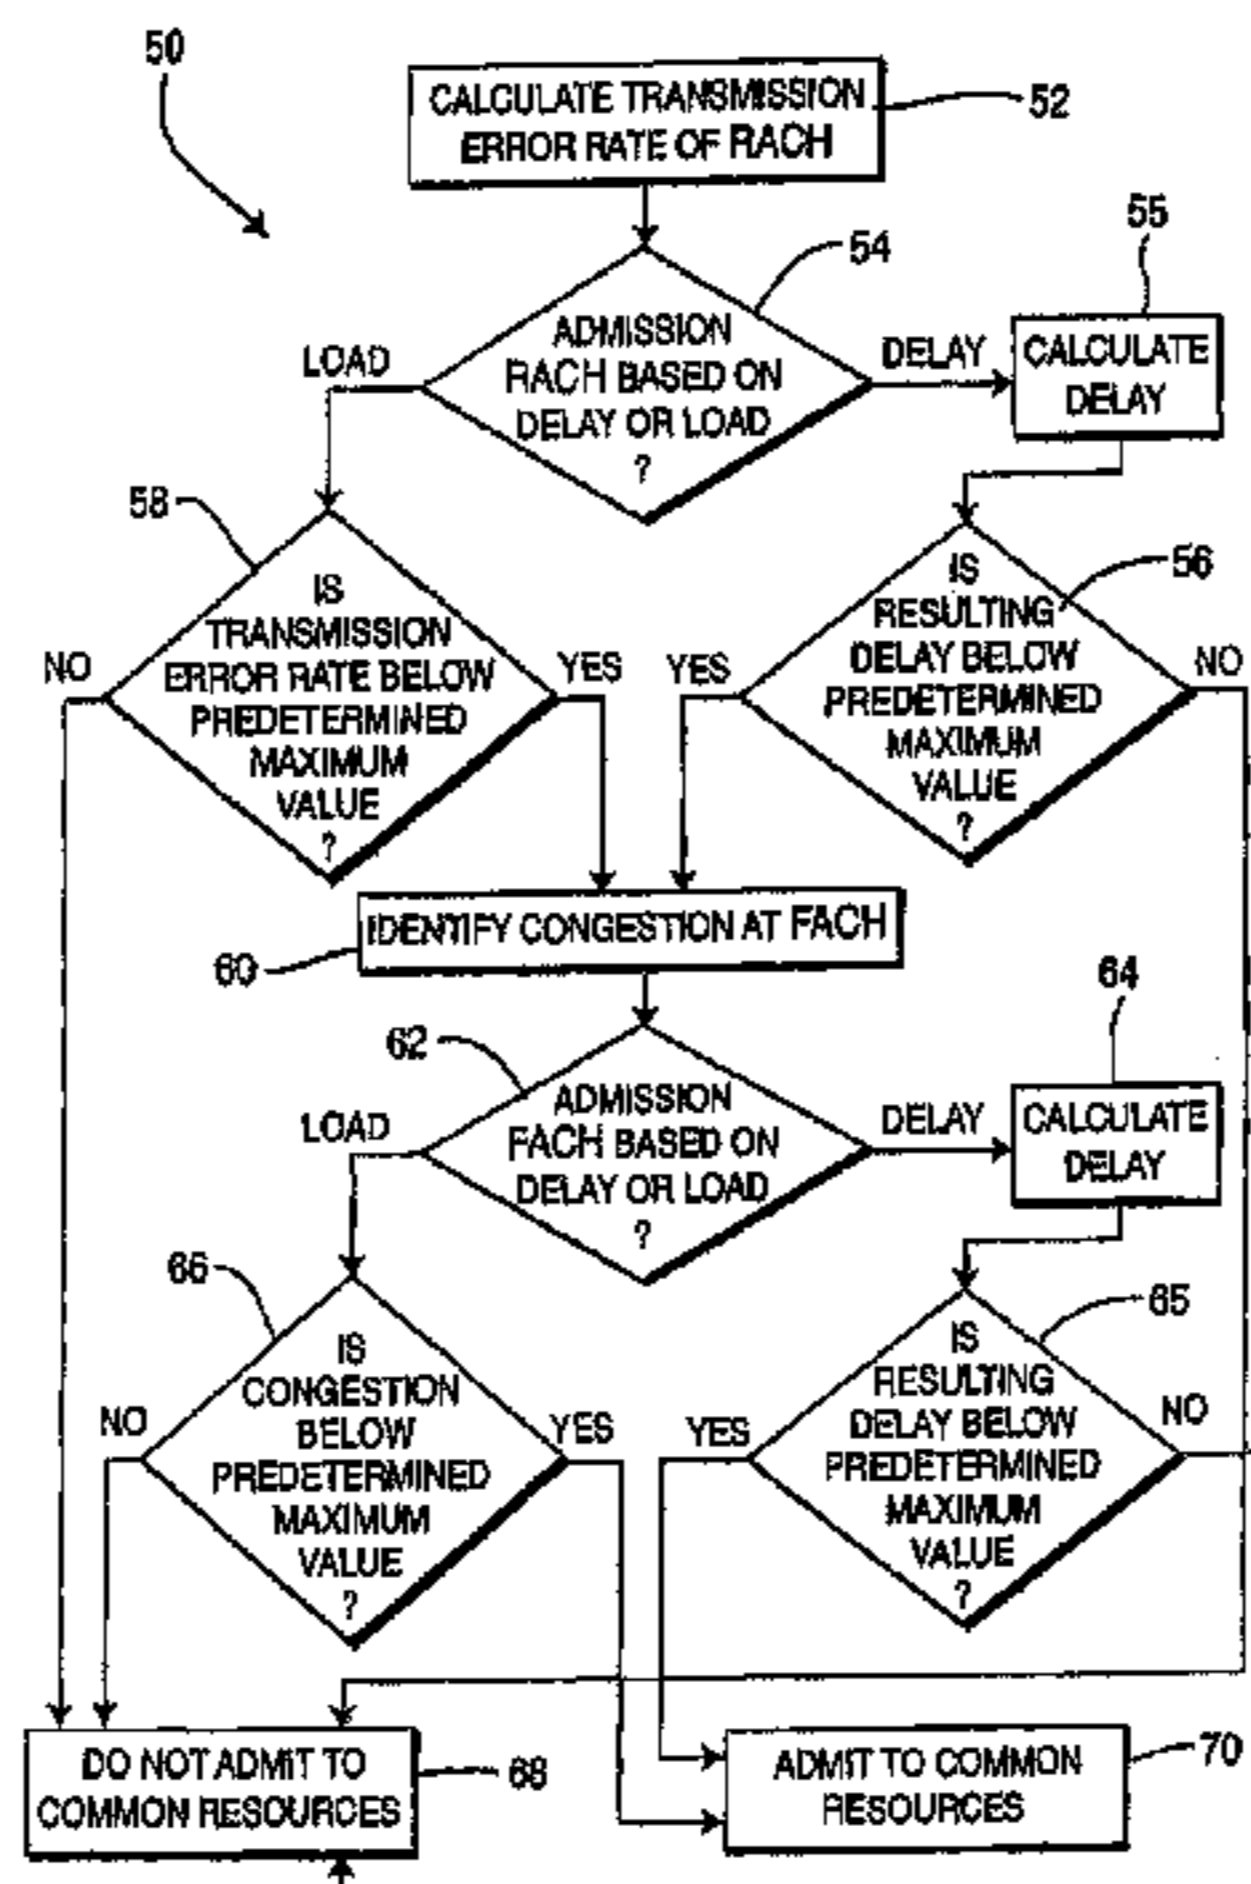 50
CALCULATE TRANSMISSION
ERROR RATE OF RACH
52
54
55
ADMISSION
RACH BASED ON
DELAY OR LOAD
?
LOAD
DELAY
CALCULATE
DELAY
58
IS
TRANSMISSION
ERROR RATE BELOW
PREDETERMINED
MAXIMUM
VALUE
?
NO
YES
56
IS
RESULTING
DELAY BELOW
PREDETERMINED
MAXIMUM
VALUE
?
YES
NO
IDENTIFY CONGESTION AT FACH
60
62
64
ADMISSION
FACH BASED ON
DELAY OR LOAD
?
LOAD
DELAY
CALCULATE
DELAY
66
IS
CONGESTION
BELOW
PREDETERMINED
MAXIMUM
VALUE
?
NO
YES
65
IS
RESULTING
DELAY BELOW
PREDETERMINED
MAXIMUM
VALUE
?
YES
NO
DO NOT ADMIT TO
COMMON RESOURCES
68
ADMIT TO COMMON
RESOURCES
70